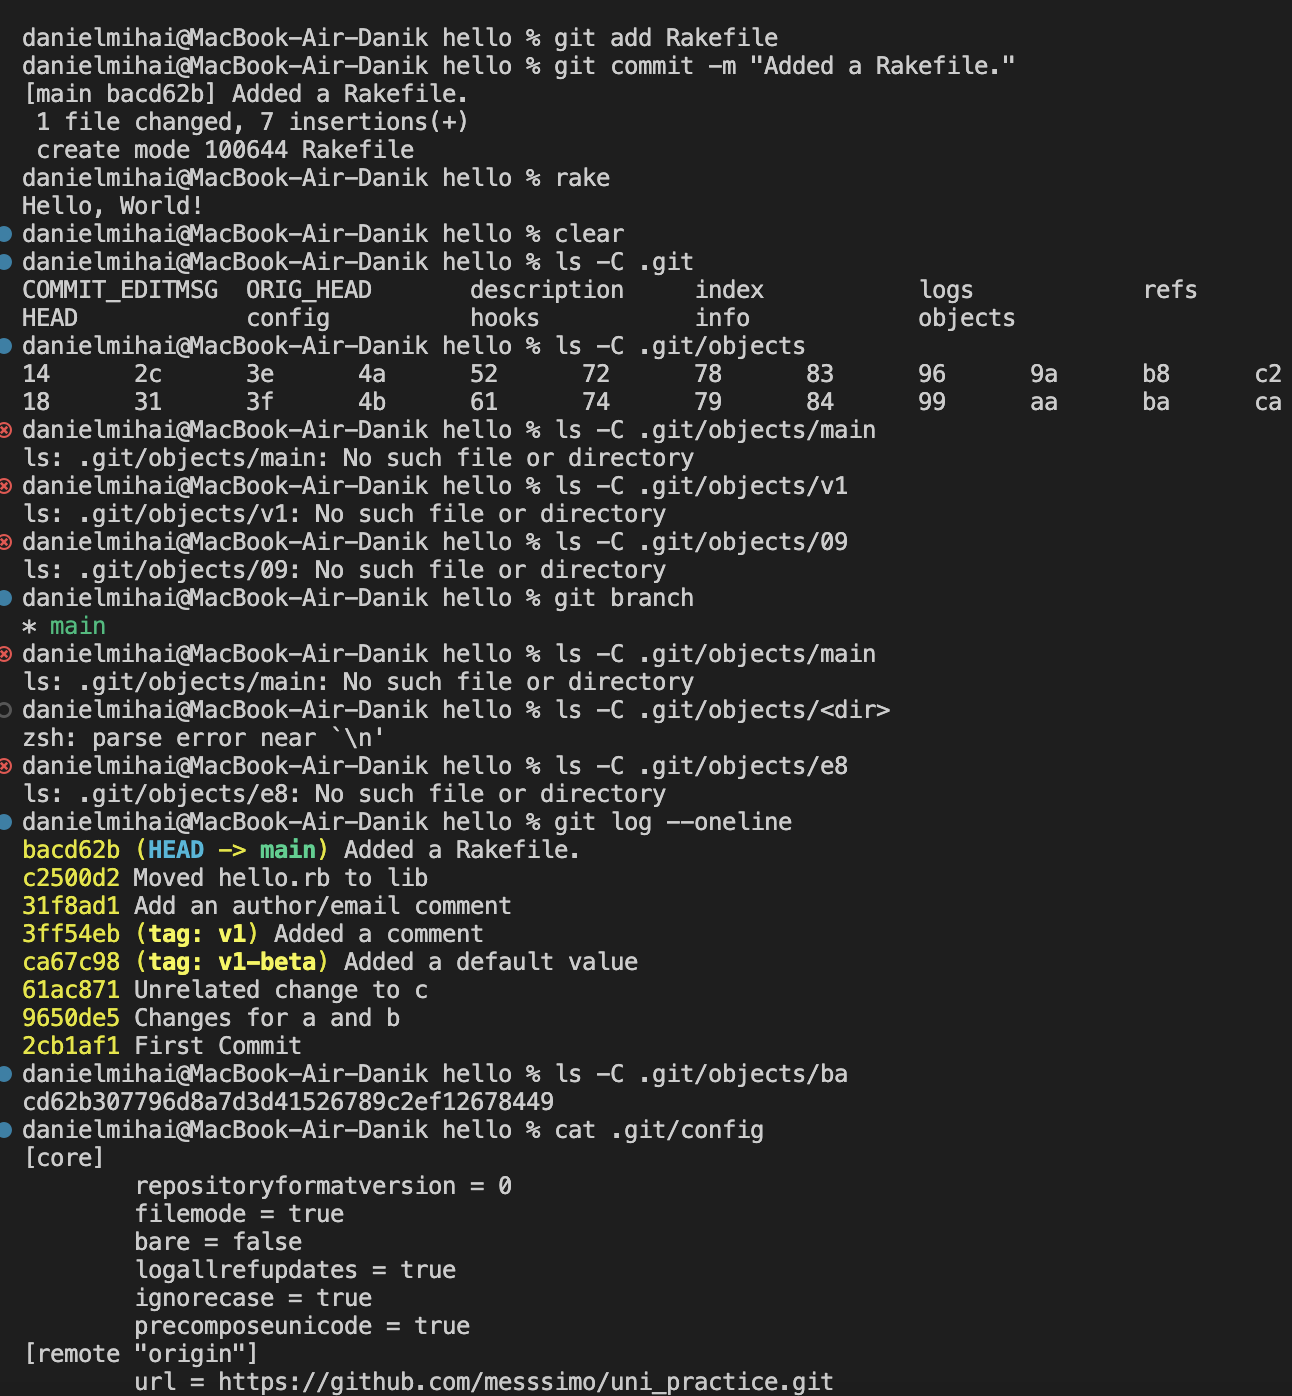 danielmihai@MacBook-Air-Danik hello % git add Rakefile
danielmihai@MacBook-Air-Danik hello % git commit -m "Added a Rakefile."
[main bacd62b] Added a Rakefile.
 1 file changed, 7 insertions(+)
 create mode 100644 Rakefile
danielmihai@MacBook-Air-Danik hello % rake
Hello, World!
danielmihai@MacBook-Air-Danik hello % clear
danielmihai@MacBook-Air-Danik hello % ls -C .git
COMMIT_EDITMSG  ORIG_HEAD       description     index           logs            refs
HEAD            config          hooks           info            objects
danielmihai@MacBook-Air-Danik hello % ls -C .git/objects
14      2c      3e      4a      52      72      78      83      96      9a      b8      c2
18      31      3f      4b      61      74      79      84      99      aa      ba      ca
danielmihai@MacBook-Air-Danik hello % ls -C .git/objects/main
ls: .git/objects/main: No such file or directory
danielmihai@MacBook-Air-Danik hello % ls -C .git/objects/v1
ls: .git/objects/v1: No such file or directory
danielmihai@MacBook-Air-Danik hello % ls -C .git/objects/09
ls: .git/objects/09: No such file or directory
danielmihai@MacBook-Air-Danik hello % git branch
* main
danielmihai@MacBook-Air-Danik hello % ls -C .git/objects/main
ls: .git/objects/main: No such file or directory
danielmihai@MacBook-Air-Danik hello % ls -C .git/objects/<dir>
zsh: parse error near `\n'
danielmihai@MacBook-Air-Danik hello % ls -C .git/objects/e8
ls: .git/objects/e8: No such file or directory
danielmihai@MacBook-Air-Danik hello % git log --oneline
bacd62b (HEAD -> main) Added a Rakefile.
c2500d2 Moved hello.rb to lib
31f8ad1 Add an author/email comment
3ff54eb (tag: v1) Added a comment
ca67c98 (tag: v1-beta) Added a default value
61ac871 Unrelated change to c
9650de5 Changes for a and b
2cb1af1 First Commit
danielmihai@MacBook-Air-Danik hello % ls -C .git/objects/ba
cd62b307796d8a7d3d41526789c2ef12678449
danielmihai@MacBook-Air-Danik hello % cat .git/config
[core]
        repositoryformatversion = 0
        filemode = true
        bare = false
        logallrefupdates = true
        ignorecase = true
        precomposeunicode = true
[remote "origin"]
        url = https://github.com/messsimo/uni_practice.git